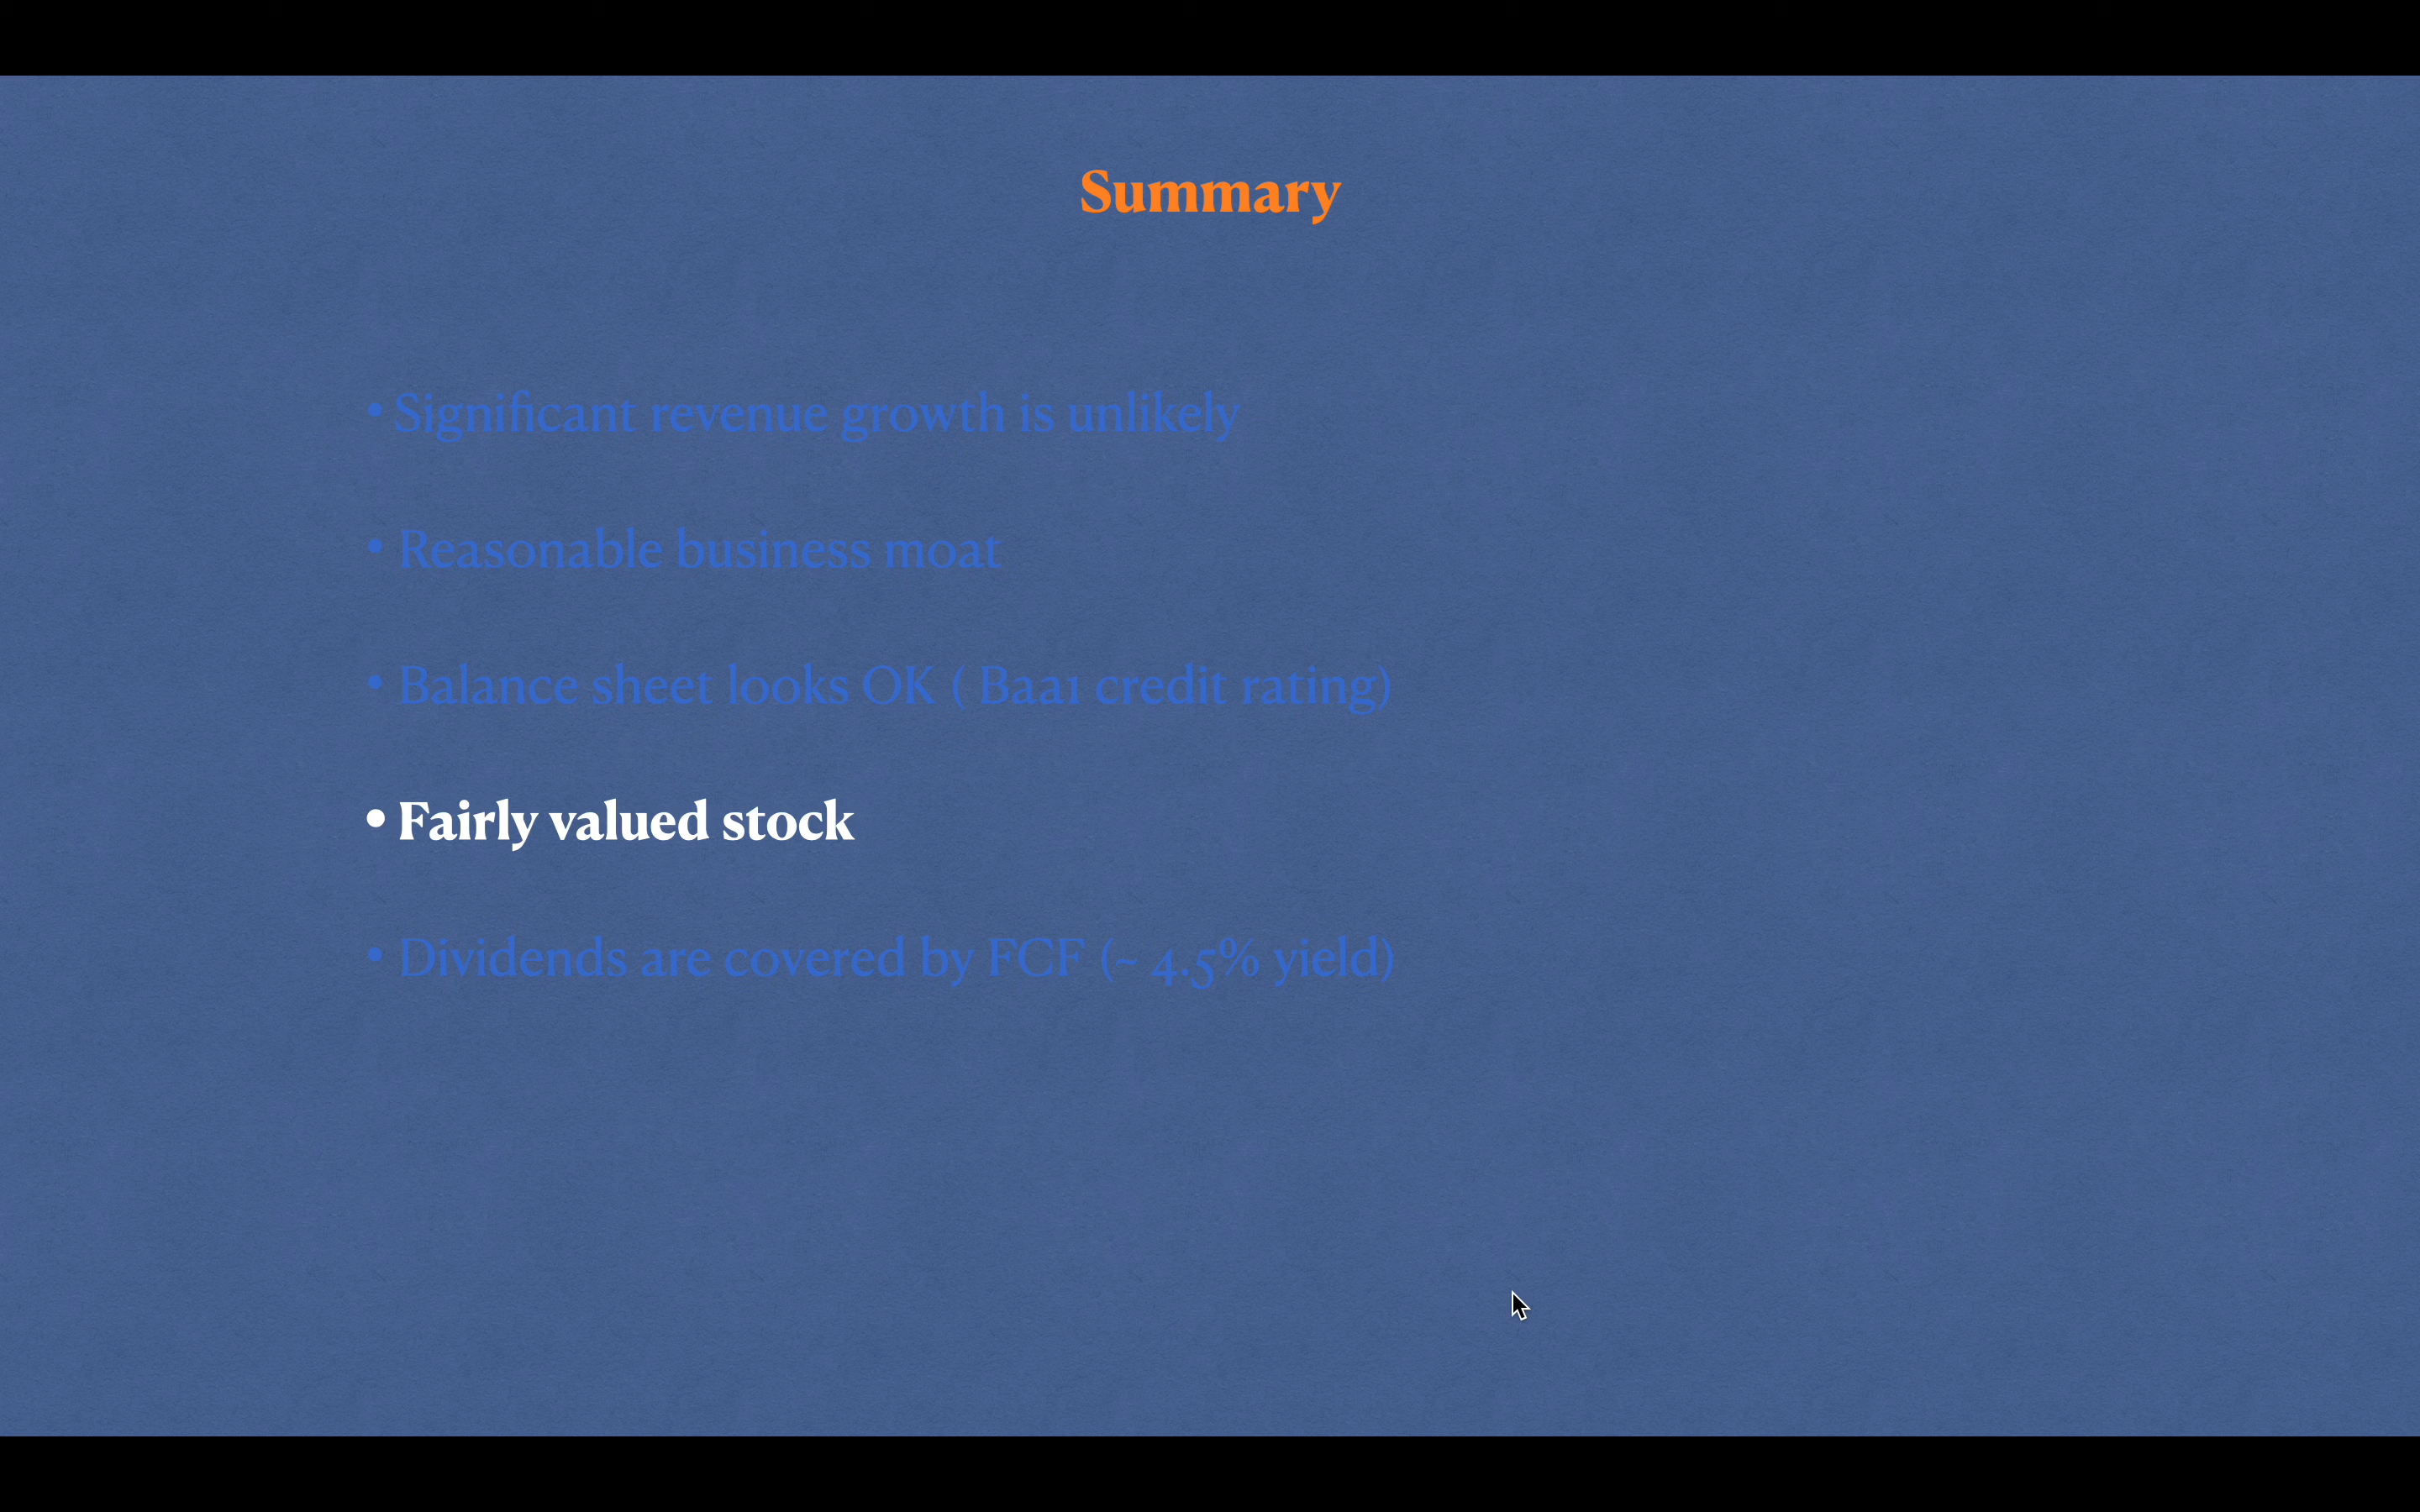 Summary
• Significant revenue growth is unlikely
• Reasonable business moat
• Balance sheet looks OK ( Baa1 credit rating)
• Fairly valued stock
• Dividends are covered by FCF (~ 4.5% yield)